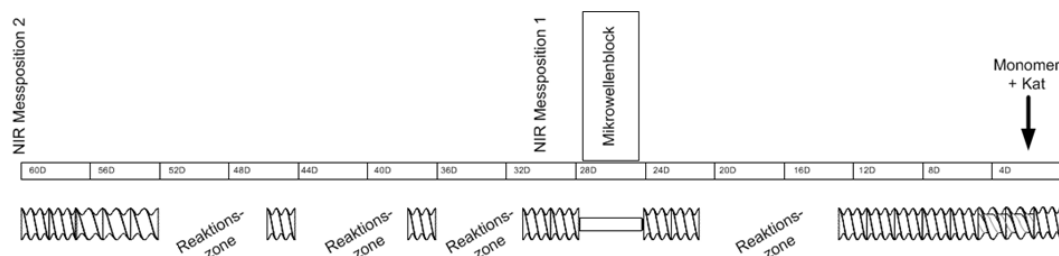 NIR Messposition 2
NIR Messposition 1
Mikrowellenblock
Monomer
+ Kat
60D 56D 52D 48D 44D 40D 36D 32D 28D 24D 20D 16D 12D 8D 4D
Reaktions-
zone
Reaktions-
zone
Reaktions-
zone
Reaktions-
zone